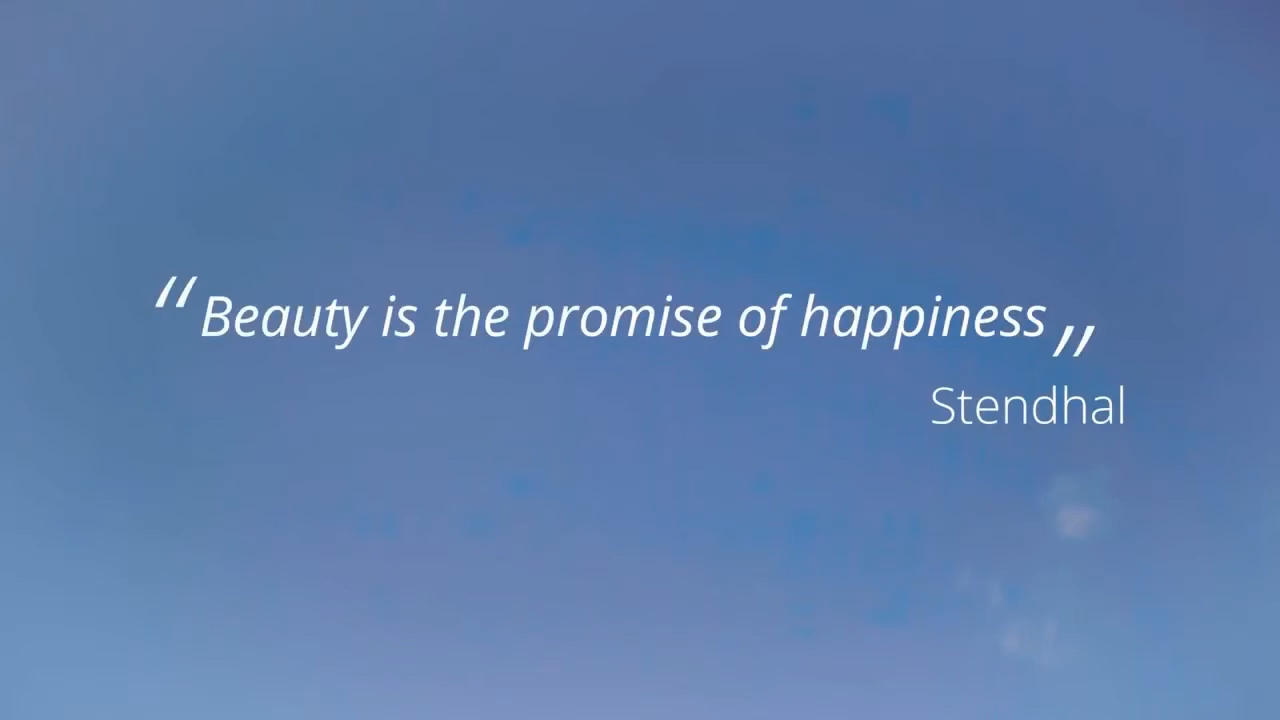 “Beauty is the promise of happiness„
Stendhal